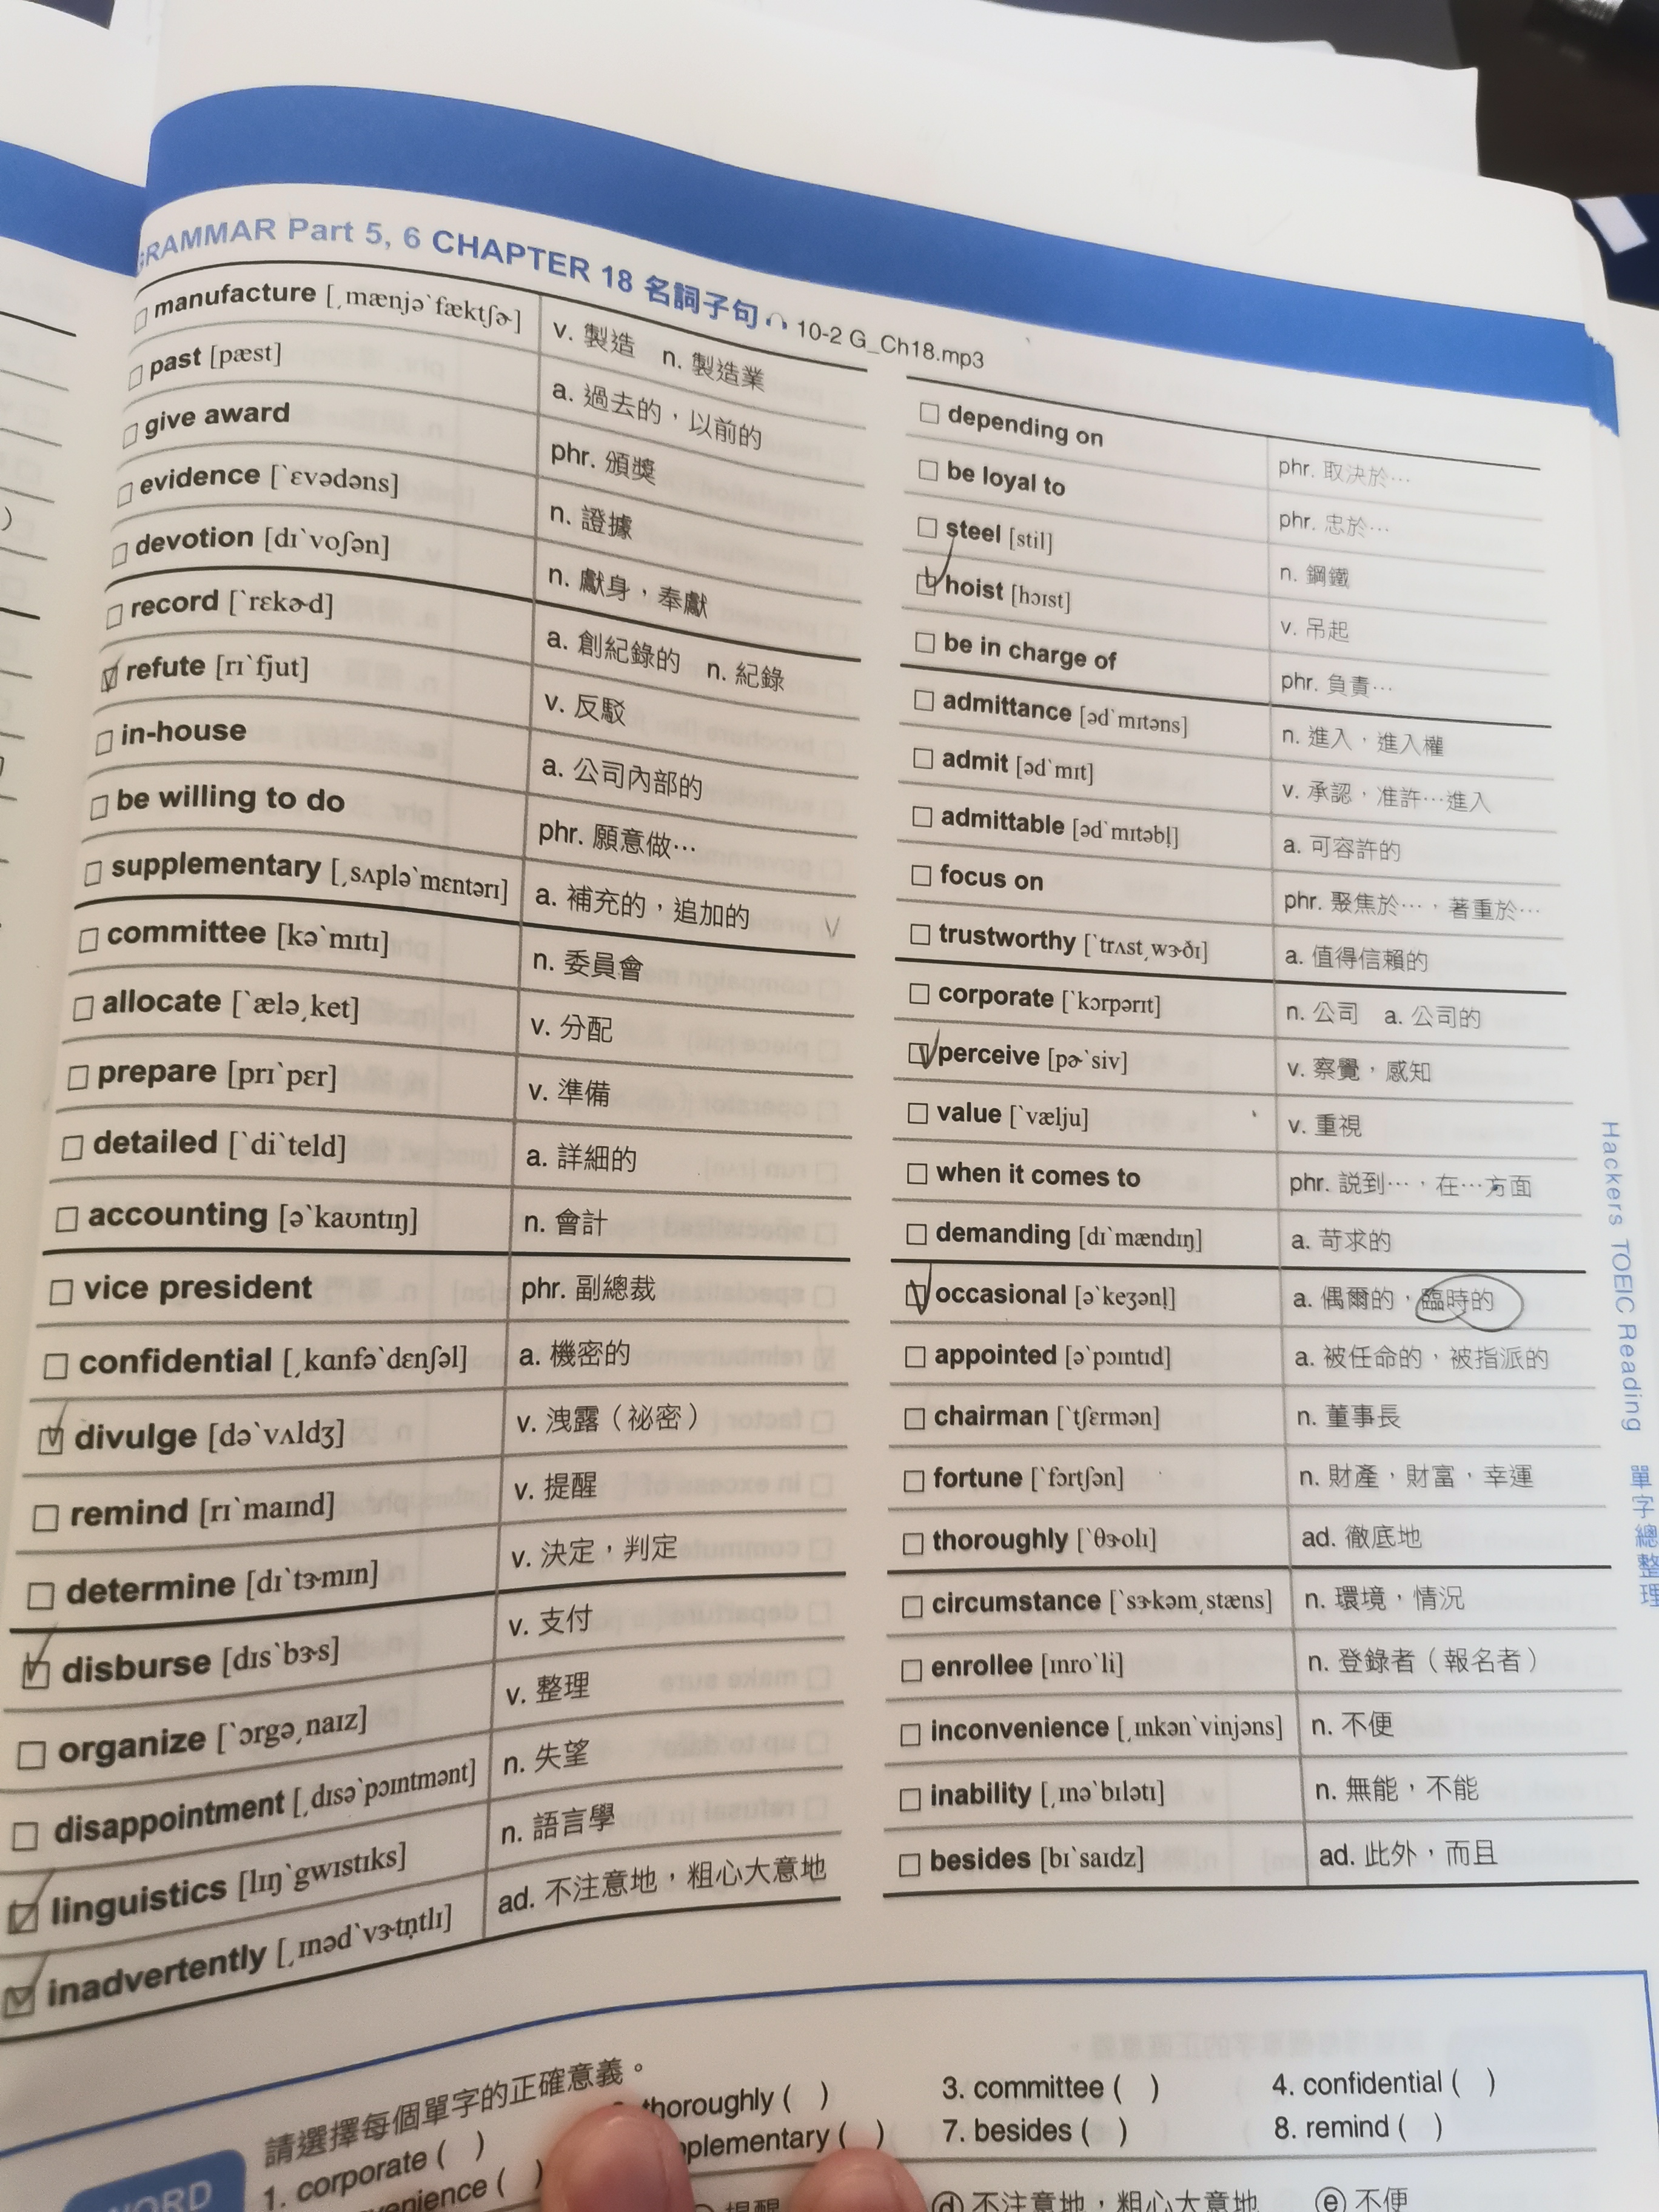 GRAMMAR Part 5, 6 CHAPTER 18 名詞子句 10-2 G_Ch18.mp3
manufacture [ˌmænjəˋfæktʃɚ] v. 製造 n. 製造業
past [pæst] a. 過去的，以前的
give award phr. 頒獎
evidence [ˋɛvədəns] n. 證據
devotion [dɪˋvoʃən] n. 獻身，奉獻
record [ˋrɛkɚd] a. 創紀錄的 n. 紀錄
refute [rɪˋfjut] v. 反駁
in-house a. 公司內部的
be willing to do phr. 願意做…
supplementary [ˌsʌpləˋmɛntərɪ] a. 補充的，追加的
committee [kəˋmɪtɪ] n. 委員會
allocate [ˋæləˌket] v. 分配
prepare [prɪˋpɛr] v. 準備
detailed [ˋdiˋteld] a. 詳細的
accounting [əˋkaʊntɪŋ] n. 會計
vice president phr. 副總裁
confidential [ˌkɑnfəˋdɛnʃəl] a. 機密的
divulge [dəˋvʌldʒ] v. 洩露（祕密）
remind [rɪˋmaɪnd] v. 提醒
determine [dɪˋtɝmɪn] v. 決定，判定
disburse [dɪsˋbɝs] v. 支付
organize [ˋɔrgəˌnaɪz] v. 整理
disappointment [ˌdɪsəˋpɔɪntmənt] n. 失望
linguistics [lɪŋˋgwɪstɪks] n. 語言學
inadvertently [ˌɪnədˋvɝtn̩tlɪ] ad. 不注意地，粗心大意地
depending on phr. 取決於…
be loyal to phr. 忠於…
steel [stil] n. 鋼鐵
hoist [hɔɪst] v. 吊起
be in charge of phr. 負責…
admittance [ədˋmɪtəns] n. 進入，進入權
admit [ədˋmɪt] v. 承認，准許…進入
admittable [ədˋmɪtəbl̩] a. 可容許的
focus on phr. 聚焦於…，著重於…
trustworthy [ˋtrʌstˌwɝðɪ] a. 值得信賴的
corporate [ˋkɔrpərɪt] n. 公司 a. 公司的
perceive [pɚˋsiv] v. 察覺，感知
value [ˋvælju] v. 重視
when it comes to phr. 説到…，在…方面
demanding [dɪˋmændɪŋ] a. 苛求的
occasional [əˋkeʒənl̩] a. 偶爾的，臨時的
appointed [əˋpɔɪntɪd] a. 被任命的，被指派的
chairman [ˋtʃɛrmən] n. 董事長
fortune [ˋfɔrtʃən] n. 財產，財富，幸運
thoroughly [ˋθɝolɪ] ad. 徹底地
circumstance [ˋsɝkəmˌstæns] n. 環境，情況
enrollee [ɪnroˋli] n. 登錄者（報名者）
inconvenience [ˌɪnkənˋvinjəns] n. 不便
inability [ˌɪnəˋbɪlətɪ] n. 無能，不能
besides [bɪˋsaɪdz] ad. 此外，而且
Hackers TOEIC Reading 單字總整理
請選擇每個單字的正確意義。
1. corporate ( ) thoroughly ( ) 3. committee ( ) 4. confidential ( )
7. besides ( ) 8. remind ( )
提醒 ⓓ 不注意地，粗心大意地 ⓔ 不便